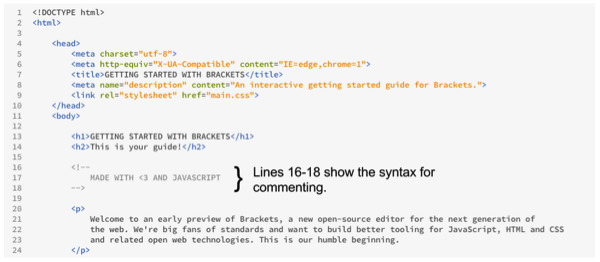 1 <!DOCTYPE html>
2 <html>
3
4 <head>
5 <meta charset="utf-8">
6 <meta http-equiv="X-UA-Compatible" content="IE=edge,chrome=1">
7 <title>GETTING STARTED WITH BRACKETS</title>
8 <meta name="description" content="An interactive getting started guide for Brackets.">
9 <link rel="stylesheet" href="main.css">
10 </head>
11 <body>
12
13 <h1>GETTING STARTED WITH BRACKETS</h1>
14 <h2>This is your guide!</h2>
15
16 <!--
17 MADE WITH <3 AND JAVASCRIPT
18 -->
} Lines 16-18 show the syntax for
commenting.
19
20 <p>
21 Welcome to an early preview of Brackets, a new open-source editor for the next generation of
22 the web. We're big fans of standards and want to build better tooling for JavaScript, HTML and CSS
23 and related open web technologies. This is our humble beginning.
24 </p>